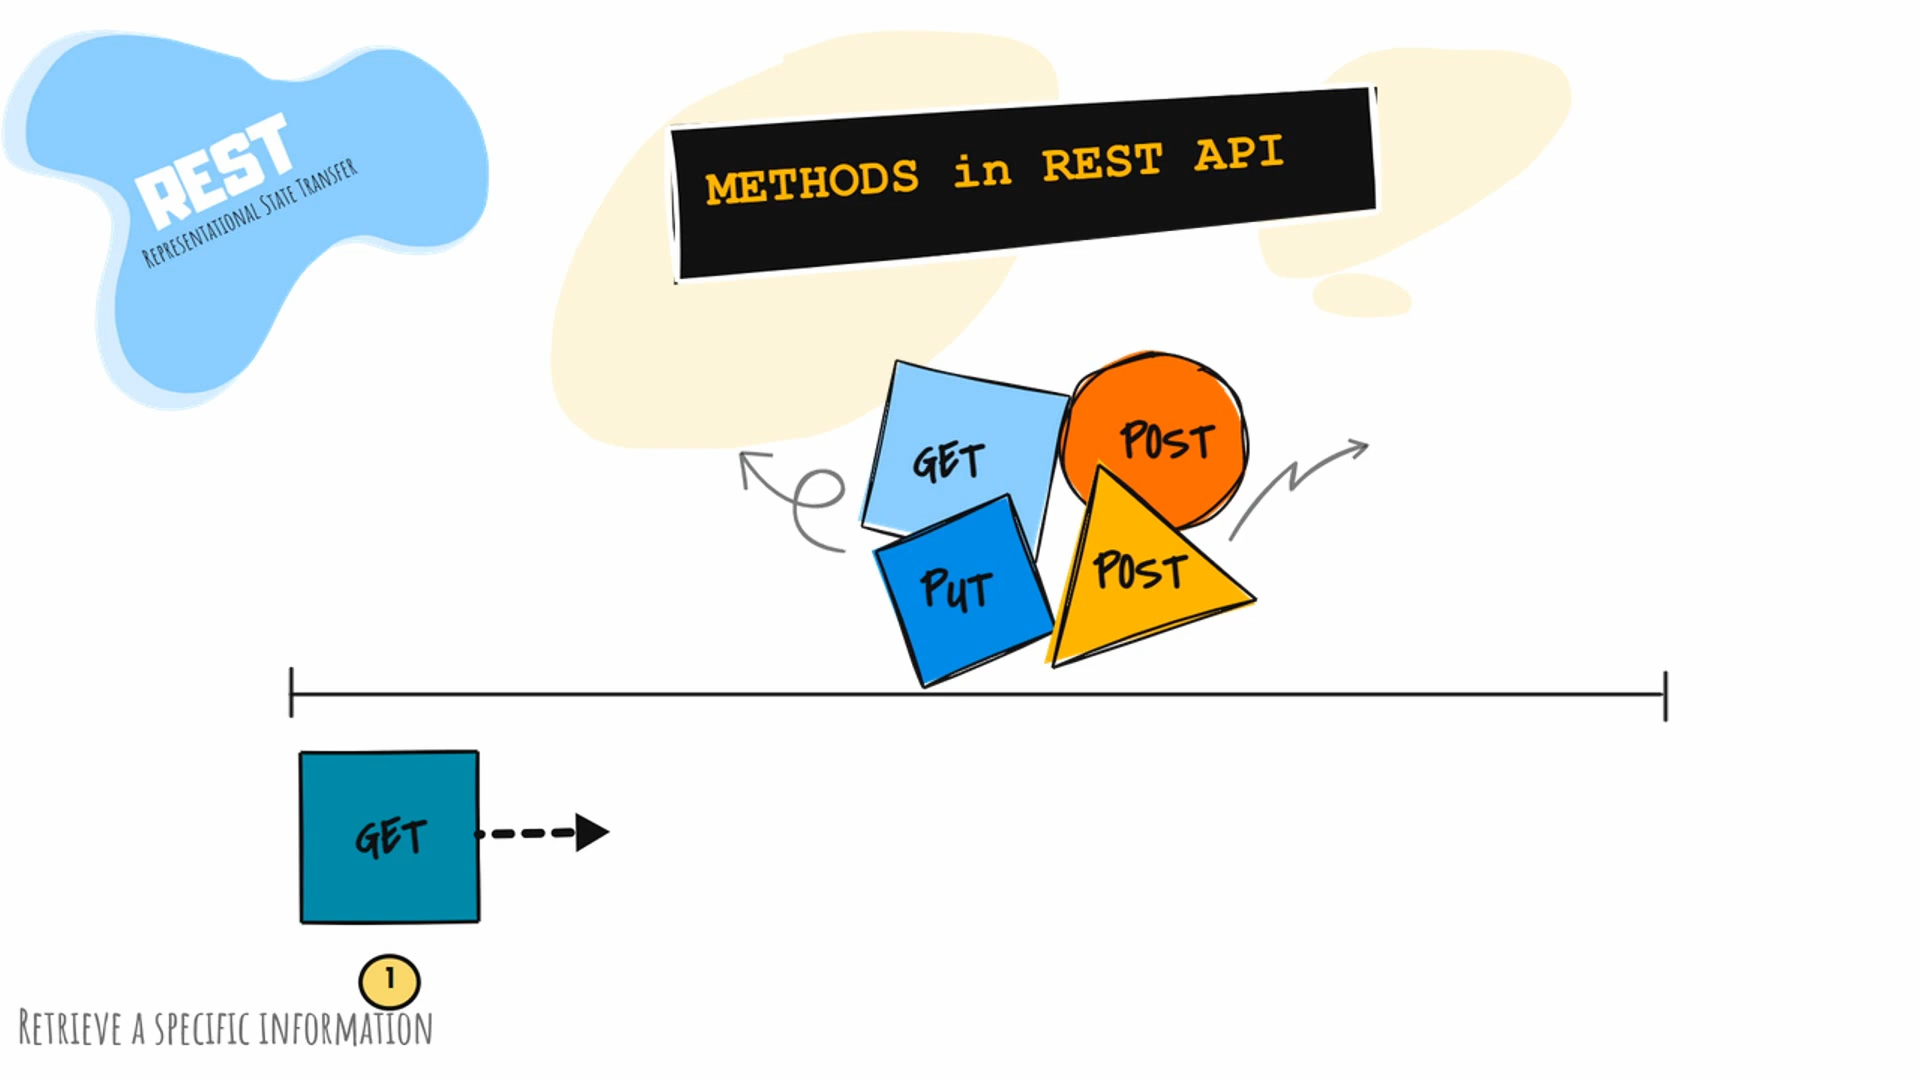 REST
Representational State Transfer
METHODS in REST API
GET
POST
PUT
POST
GET
1
Retrieve a specific information